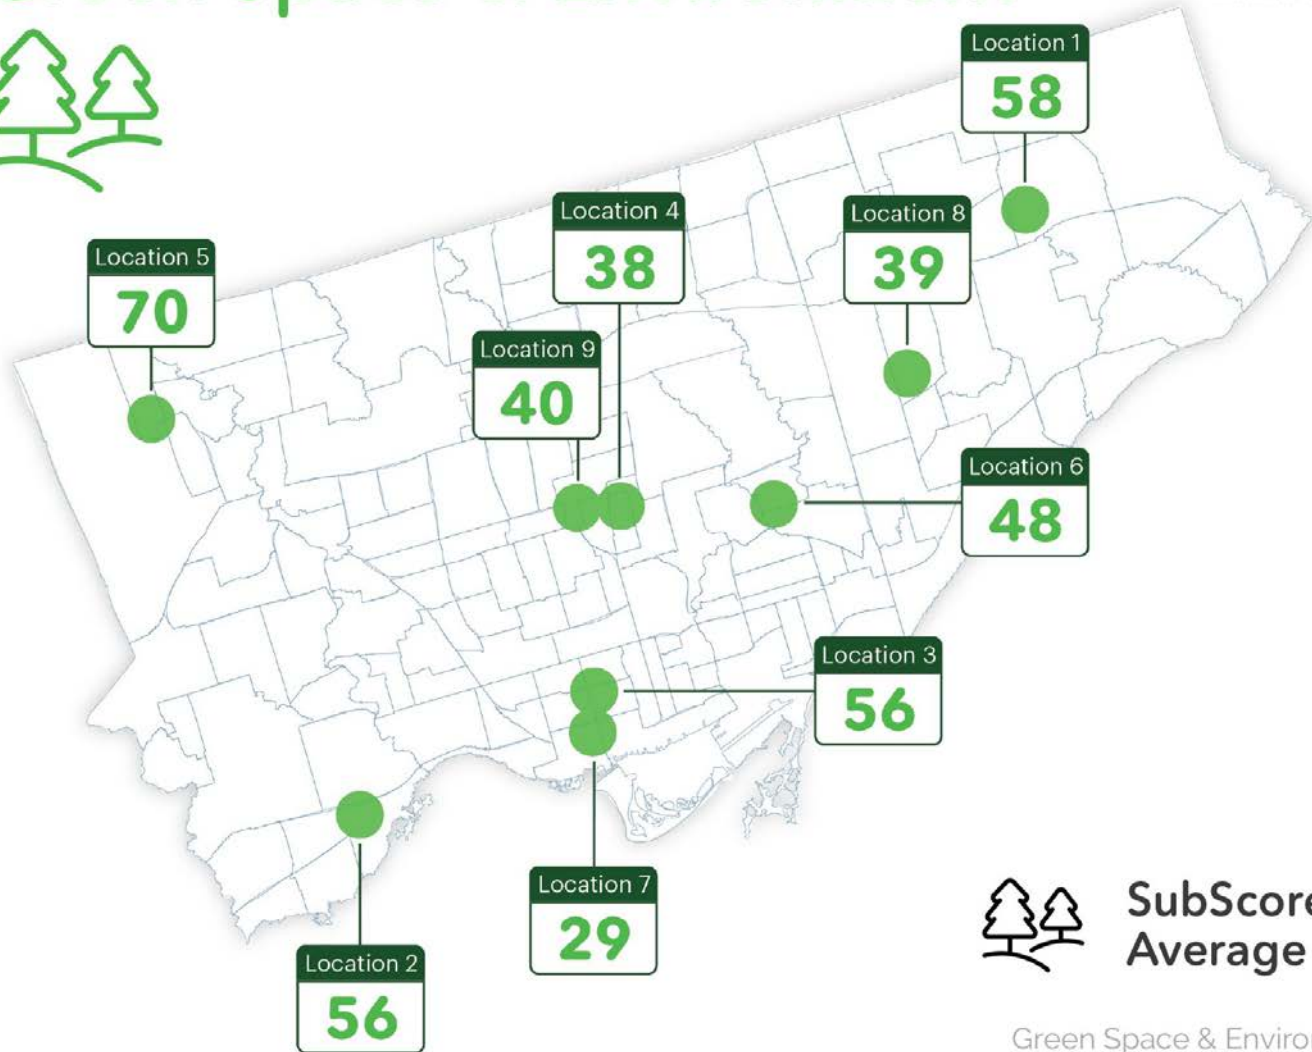 Location 1
58
Location 4
38
Location 8
39
Location 5
70
Location 9
40
Location 6
48
Location 3
56
Location 7
29
Location 2
56
SubScore
Average
Green Space &